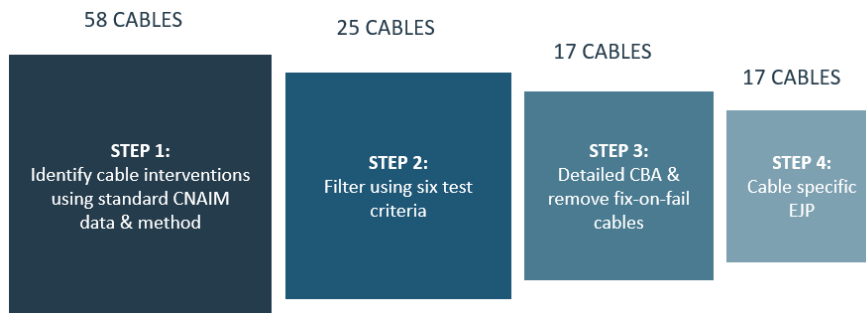 58 CABLES
25 CABLES
17 CABLES
17 CABLES
STEP 1:
Identify cable interventions
using standard CNAIM
data & method
STEP 2:
Filter using six test
criteria
STEP 3:
Detailed CBA &
remove fix-on-fail
cables
STEP 4:
Cable specific
EJP